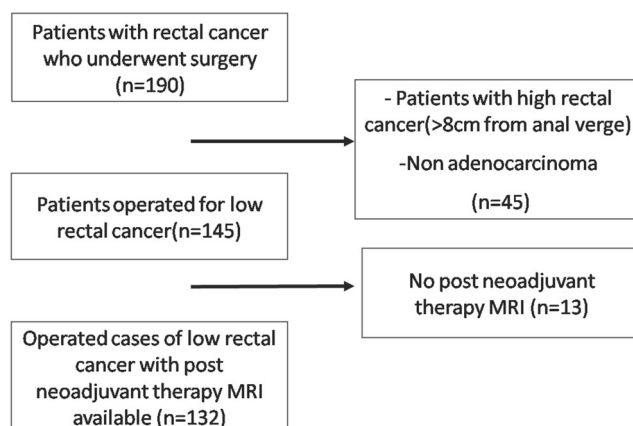 Patients with rectal cancer
who underwent surgery
(n=190)
- Patients with high rectal
cancer(>8cm from anal verge)
-Non adenocarcinoma
(n=45)
Patients operated for low
rectal cancer(n=145)
No post neoadjuvant
therapy MRI (n=13)
Operated cases of low rectal
cancer with post
neoadjuvant therapy MRI
available (n=132)